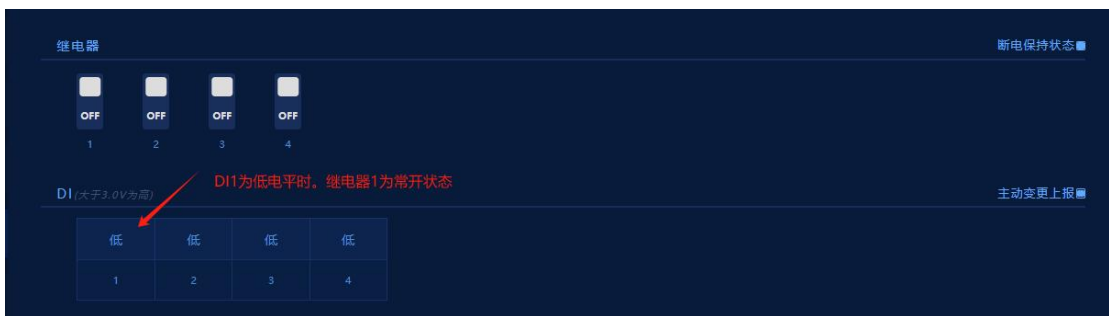 继电器 断电保持状态
OFF OFF OFF OFF
1 2 3 4
DI1为低电平时。继电器1为常开状态
DI(大于3.0V为高) 主动变更上报
低 低 低 低
1 2 3 4